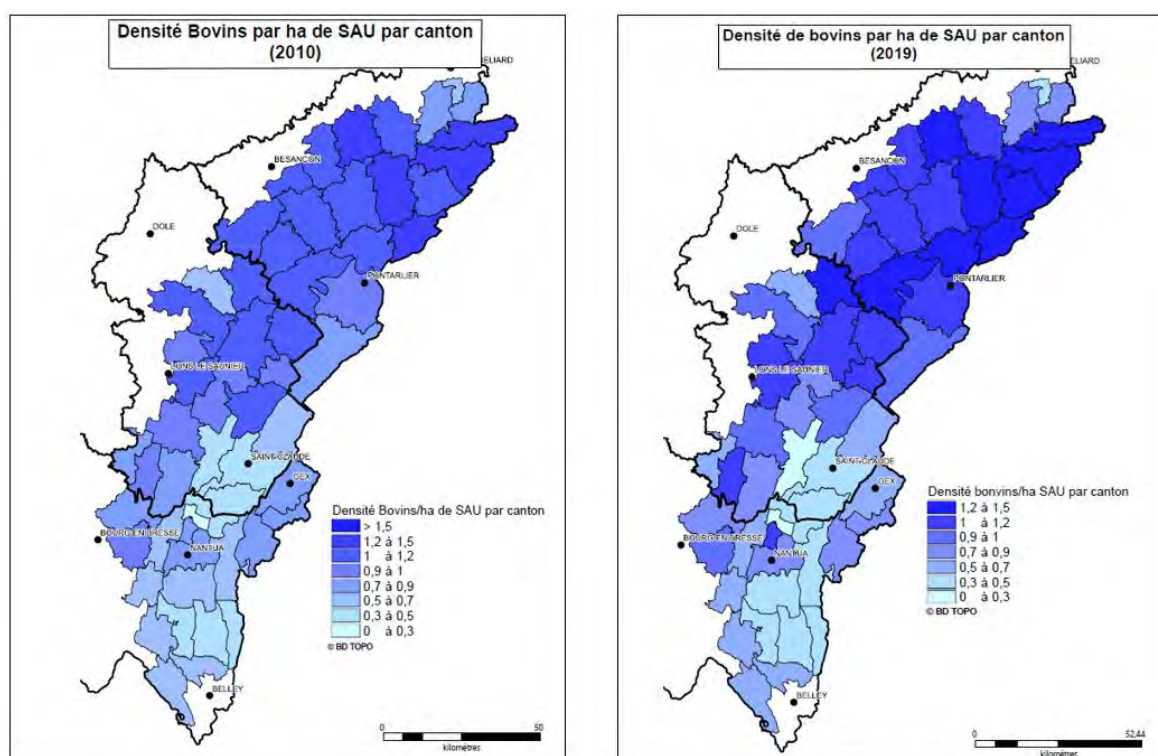 Densité Bovins par ha de SAU par canton
(2010)
ELIARD
BESANCON
DOLE
PONTARLIER
LONS LE SAUNIER
SAINT-CLAUDE
GEX
BOURG EN BRESSE
NANTUA
BELLEY
Densité Bovins/ha de SAU par canton
> 1,5
1,2 à 1,5
1 à 1,2
0,9 à 1
0,7 à 0,9
0,5 à 0,7
0,3 à 0,5
0 à 0,3
© BD TOPO
0 50
kilomètres
Densité de bovins par ha de SAU par canton
(2019)
ELIARD
BESANCON
DOLE
PONTARLIER
LONS LE SAUNIER
SAINT-CLAUDE
GEX
BOURG EN BRESSE
NANTUA
BELLEY
Densité bonvins/ha SAU par canton
1,2 à 1,5
1 à 1,2
0,9 à 1
0,7 à 0,9
0,5 à 0,7
0,3 à 0,5
0 à 0,3
© BD TOPO
0 52,44
kilomètres